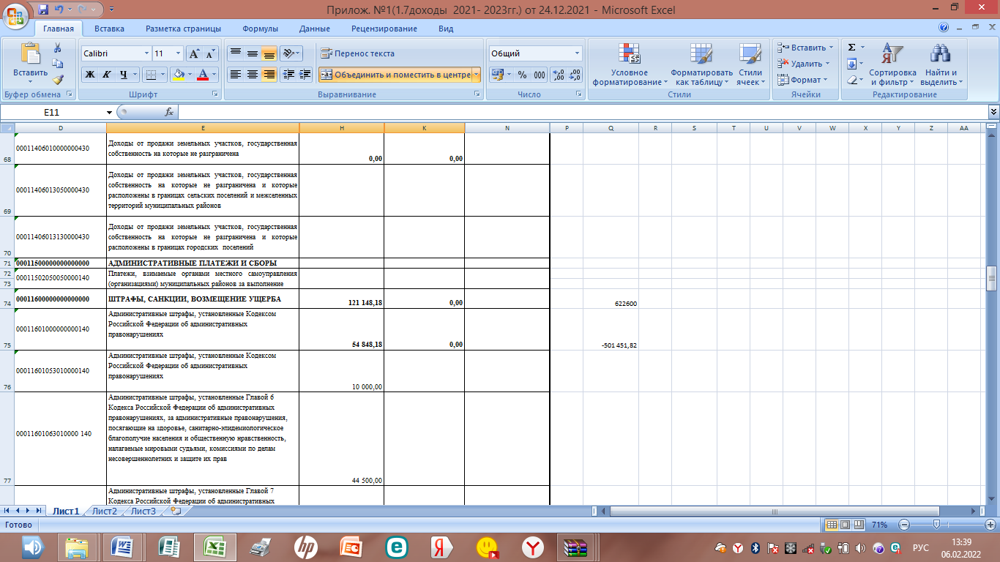 Прилож. №1(1.7доходы 2021- 2023гг.) от 24.12.2021 - Microsoft Excel
Главная Вставка Разметка страницы Формулы Данные Рецензирование Вид
Вставить
Calibri 11
Ж К Ч
Перенос текста
Объединить и поместить в центре
Общий
% 000
Условное форматирование
Форматировать как таблицу
Стили ячеек
Вставить
Удалить
Формат
Сортировка и фильтр
Найти и выделить
Буфер обмена Шрифт Выравнивание Число Стили Ячейки Редактирование
E11 fx
D E H K N P Q R S T U V W X Y Z AA
68 00011406010000000430
Доходы от продажи земельных участков, государственная
собственность на которые не разграничена
0,00 0,00
69 00011406013050000430
Доходы от продажи земельных участков, государственная
собственность на которые не разграничена и которые
расположены в границах сельских поселений и межселенных
территорий муниципальных районов
70 00011406013130000430
Доходы от продажи земельных участков, государственная
собственность на которые не разграничена и которые
расположены в границах городских поселений
71 00011500000000000000 АДМИНИСТРАТИВНЫЕ ПЛАТЕЖИ И СБОРЫ
72
73 00011502050050000140
Платежи, взимаемые органами местного самоуправления
(организациями) муниципальных районов за выполнение
74 00011600000000000000 ШТРАФЫ, САНКЦИИ, ВОЗМЕЩЕНИЕ УЩЕРБА 121 148,18 0,00 622600
75 00011601000000000140
Административные штрафы, установленные Кодексом
Российской Федерации об административных
правонарушениях
54 848,18 0,00 -501 451,82
76 00011601053010000140
Административные штрафы, установленные Кодексом
Российской Федерации об административных
правонарушениях
10 000,00
77 00011601063010000 140
Административные штрафы, установленные Главой 6
Кодекса Российской Федерации об административных
правонарушениях, за административные правонарушения,
посягающие на здоровье, санитарно-эпидемиологическое
благополучие населения и общественную нравственность,
налагаемые мировыми судьями, комиссиями по делам
несовершеннолетних и защите их прав
44 500,00
Административные штрафы, установленные Главой 7
Кодекса Российской Федерации об административных
Лист1 Лист2 Лист3
Готово 71%
РУС 13:39
06.02.2022